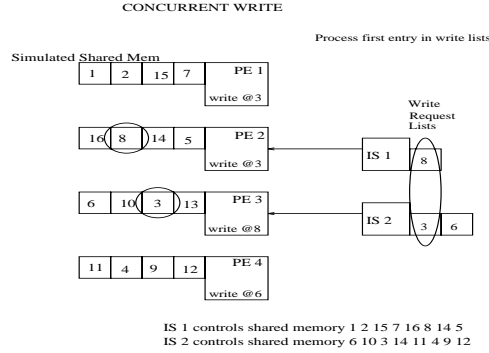 CONCURRENT WRITE
Process first entry in write lists
Simulated Shared Mem
1 2 15 7 PE 1
write @3
Write
Request
Lists
16 8 14 5 PE 2
write @3
IS 1 8
6 10 3 13 PE 3
write @8
IS 2 3 6
11 4 9 12 PE 4
write @6
IS 1 controls shared memory 1 2 15 7 16 8 14 5
IS 2 controls shared memory 6 10 3 14 11 4 9 12